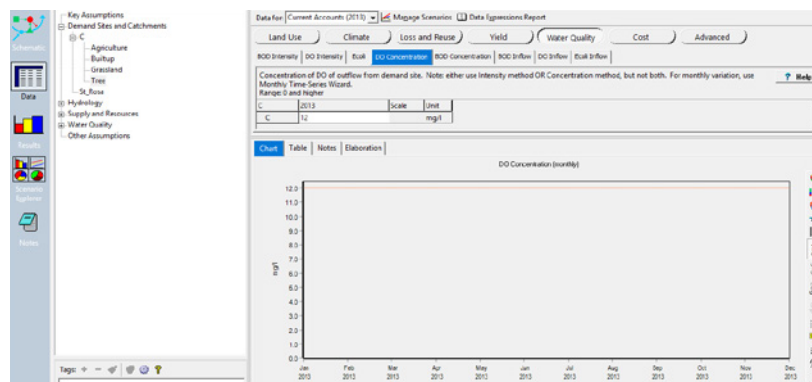 Schematic
Data
Results
Scenario
Explorer
Notes
Key Assumptions
Demand Sites and Catchments
C
Agriculture
Builtup
Grassland
Tree
St_Rosa
Hydrology
Supply and Resources
Water Quality
Other Assumptions
Tags:
Data for: Current Accounts (2013) Manage Scenarios Data Expressions Report
Land Use Climate Loss and Reuse Yield Water Quality Cost Advanced
BOD Intensity DO Intensity Ecoli DO Concentration BOD Concentration BOD Inflow DO Inflow Ecoli Inflow
Concentration of DO of outflow from demand site. Note: either use Intensity method OR Concentration method, but not both. For monthly variation, use
Monthly Time-Series Wizard.
Range: 0 and higher
? Help
C 2013 Scale Unit
C 12 mg/l
Chart Table Notes Elaboration
DO Concentration (monthly)
12.0
11.0
10.0
9.0
8.0
7.0
6.0
5.0
4.0
3.0
2.0
1.0
0.0
mg/l
Jan Feb Mar Apr May Jun Jul Aug Sep Oct Nov Dec
2013 2013 2013 2013 2013 2013 2013 2013 2013 2013 2013 2013